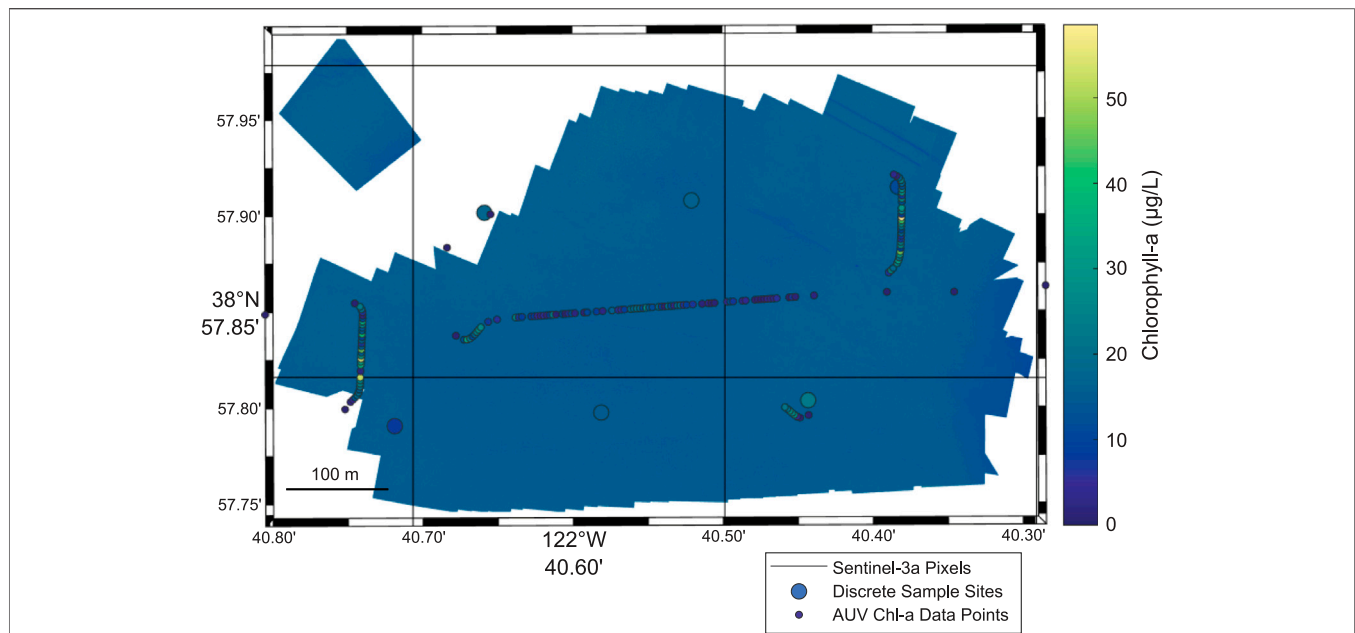 57.95'
57.90'
38°N
57.85'
57.80'
57.75'
100 m
40.80'
40.70'
122°W
40.60'
40.50'
40.40'
40.30'
50
40
30
20
10
0
Chlorophyll-a (µg/L)
Sentinel-3a Pixels
Discrete Sample Sites
AUV Chl-a Data Points